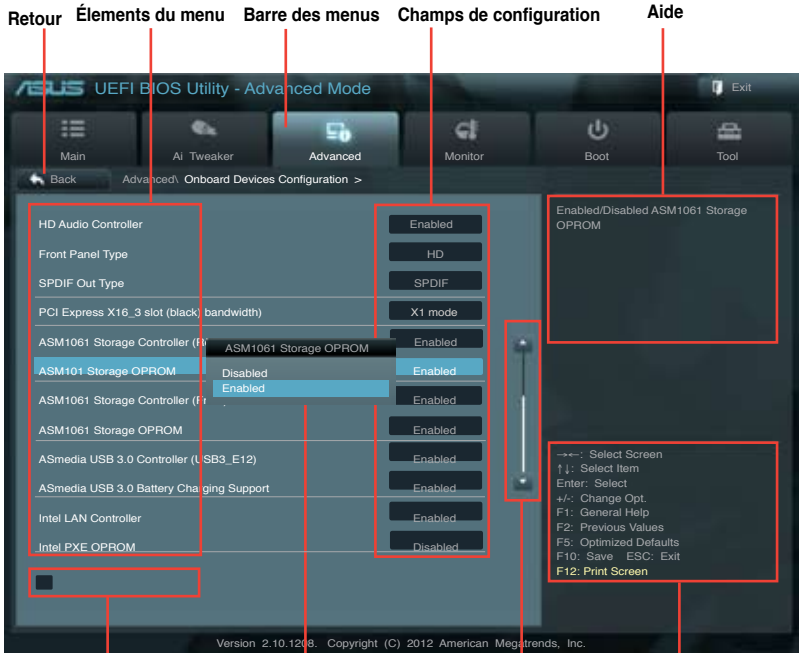 Retour Élements du menu Barre des menus Champs de configuration Aide
ASUS UEFI BIOS Utility - Advanced Mode Exit
Main Ai Tweaker Advanced Monitor Boot Tool
Back Advanced\ Onboard Devices Configuration >
HD Audio Controller Enabled
Front Panel Type HD
SPDIF Out Type SPDIF
PCI Express X16_3 slot (black) bandwidth) X1 mode
ASM1061 Storage Controller ( Enabled
ASM101 Storage OPROM Enabled
ASM1061 Storage Controller (Fr Enabled
ASM1061 Storage OPROM Enabled
ASmedia USB 3.0 Controller (USB3_E12) Enabled
ASmedia USB 3.0 Battery Charging Support Enabled
Intel LAN Controller Enabled
Intel PXE OPROM Disabled
ASM1061 Storage OPROM
Disabled
Enabled
Enabled/Disabled ASM1061 Storage
OPROM
→←: Select Screen
↑↓: Select Item
Enter: Select
+/-: Change Opt.
F1: General Help
F2: Previous Values
F5: Optimized Defaults
F10: Save ESC: Exit
F12: Print Screen
Version 2.10.1208. Copyright (C) 2012 American Megatrends, Inc.